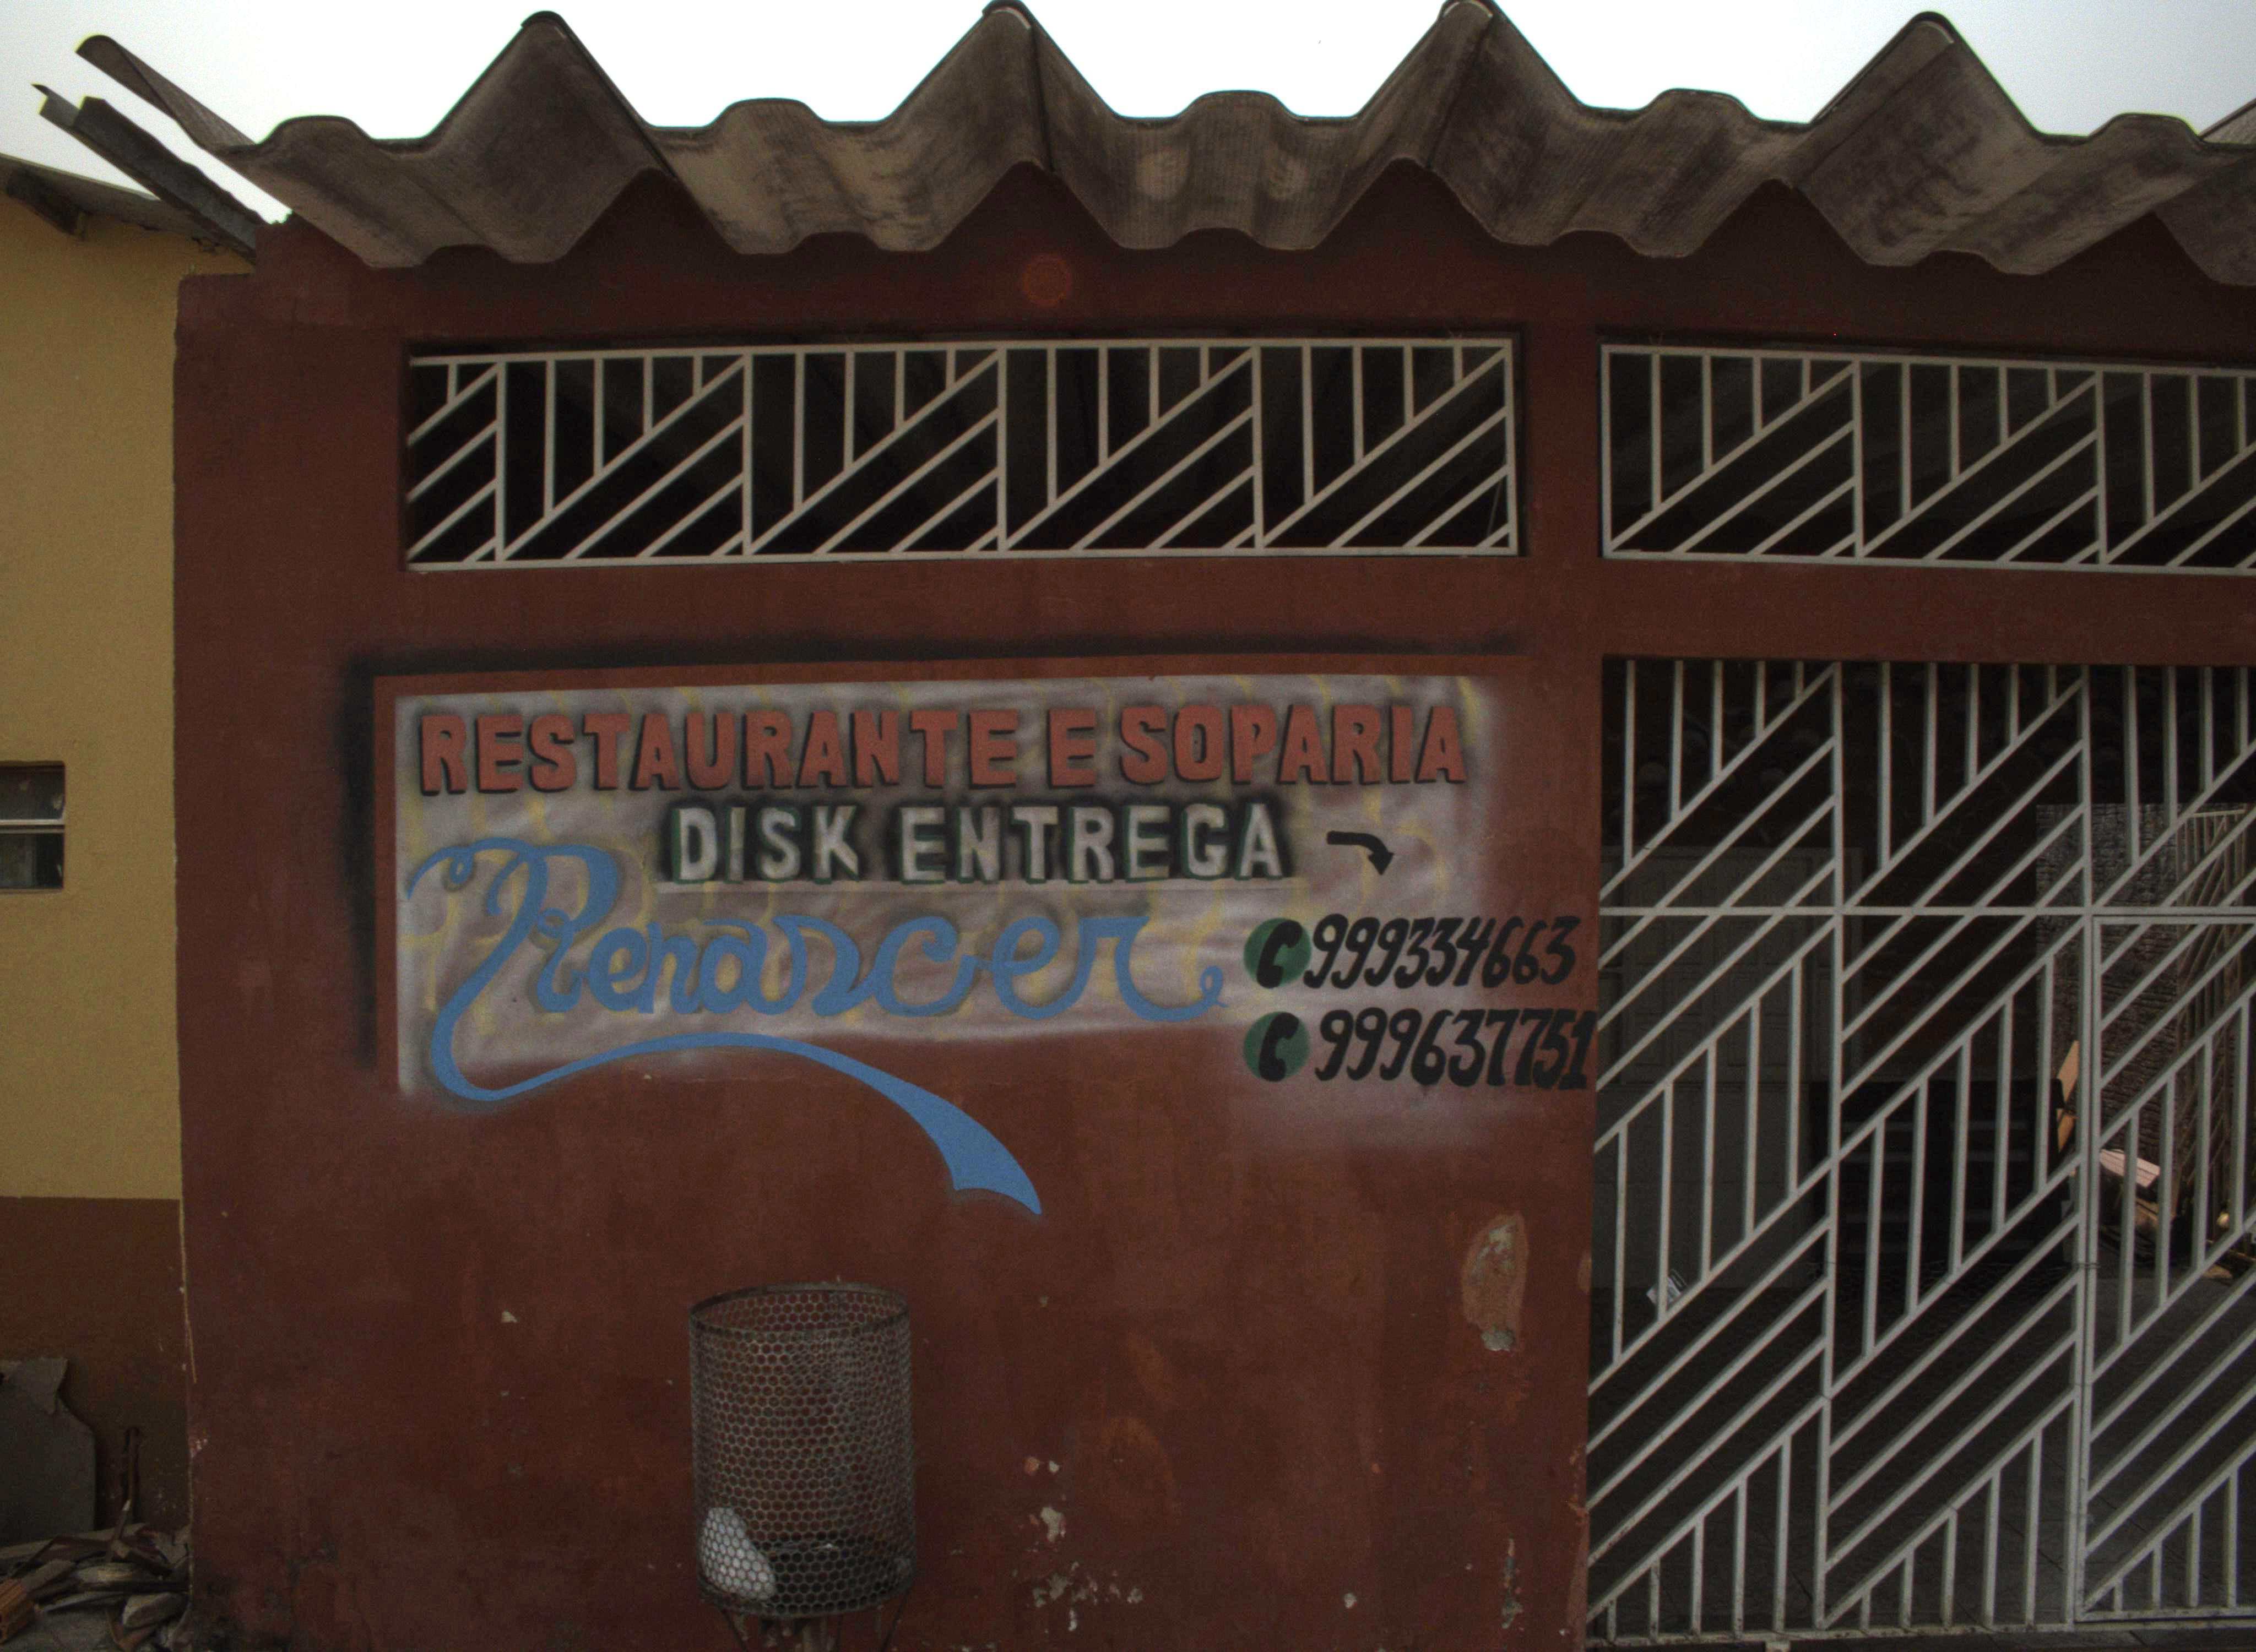 RESTAURANTE E SOPARIA
DISK ENTREGA
Renascer
999334663
999637751